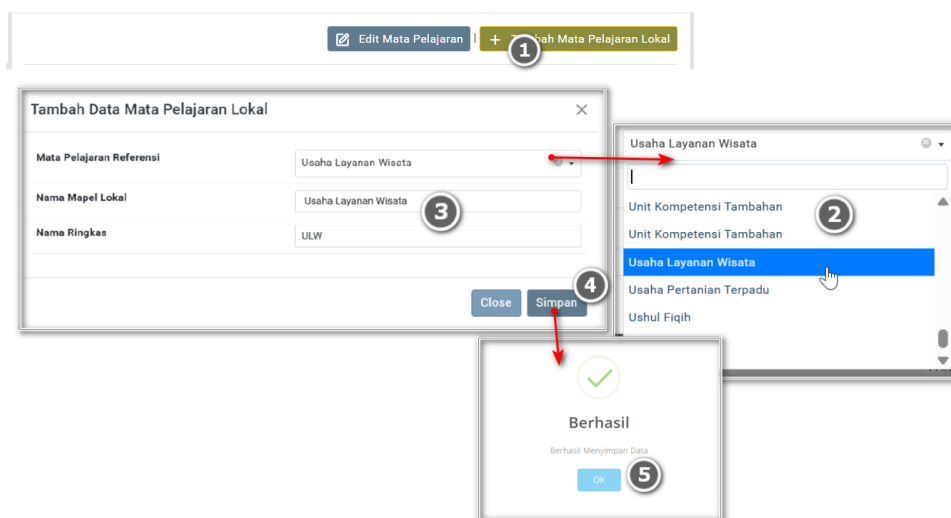 Edit Mata Pelajaran | + Tambah Mata Pelajaran Lokal
1
Tambah Data Mata Pelajaran Lokal ×
Mata Pelajaran Referensi
Usaha Layanan Wisata
Nama Mapel Lokal
Usaha Layanan Wisata
3
Nama Ringkas
ULW
Close
Simpan
4
Usaha Layanan Wisata
Unit Kompetensi Tambahan
2
Unit Kompetensi Tambahan
Usaha Layanan Wisata
Usaha Pertanian Terpadu
Ushul Fiqih
Berhasil
Berhasil Menyimpan Data
OK
5